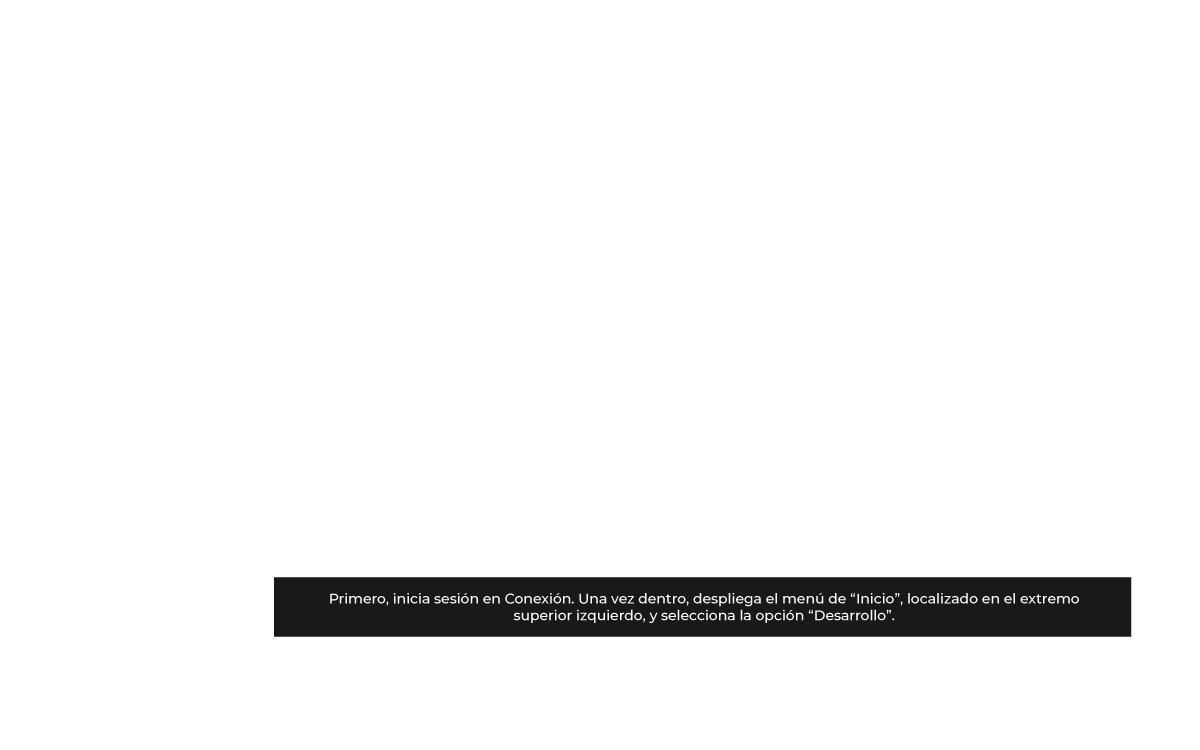 Primero, inicia sesión en Conexión. Una vez dentro, despliega el menú de “Inicio”, localizado en el extremo
superior izquierdo, y selecciona la opción “Desarrollo”.